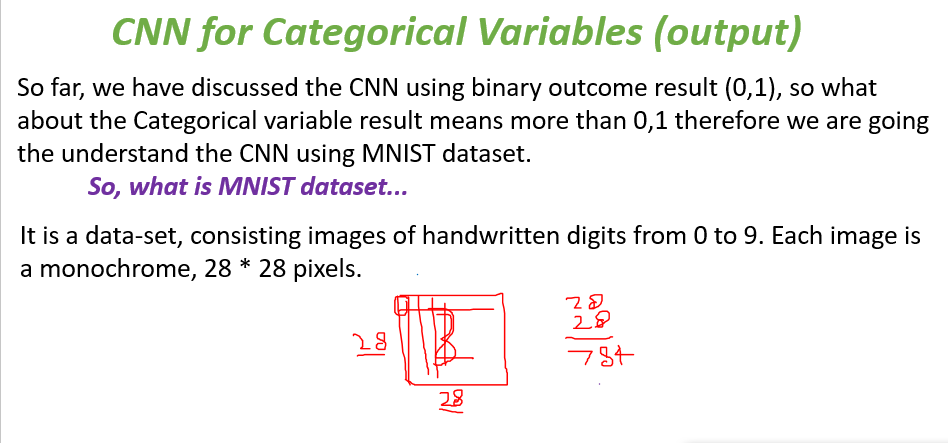 CNN for Categorical Variables (output)
So far, we have discussed the CNN using binary outcome result (0,1), so what
about the Categorical variable result means more than 0,1 therefore we are going
the understand the CNN using MNIST dataset.
So, what is MNIST dataset...
It is a data-set, consisting images of handwritten digits from 0 to 9. Each image is
a monochrome, 28 * 28 pixels.
28
28
28
28
784